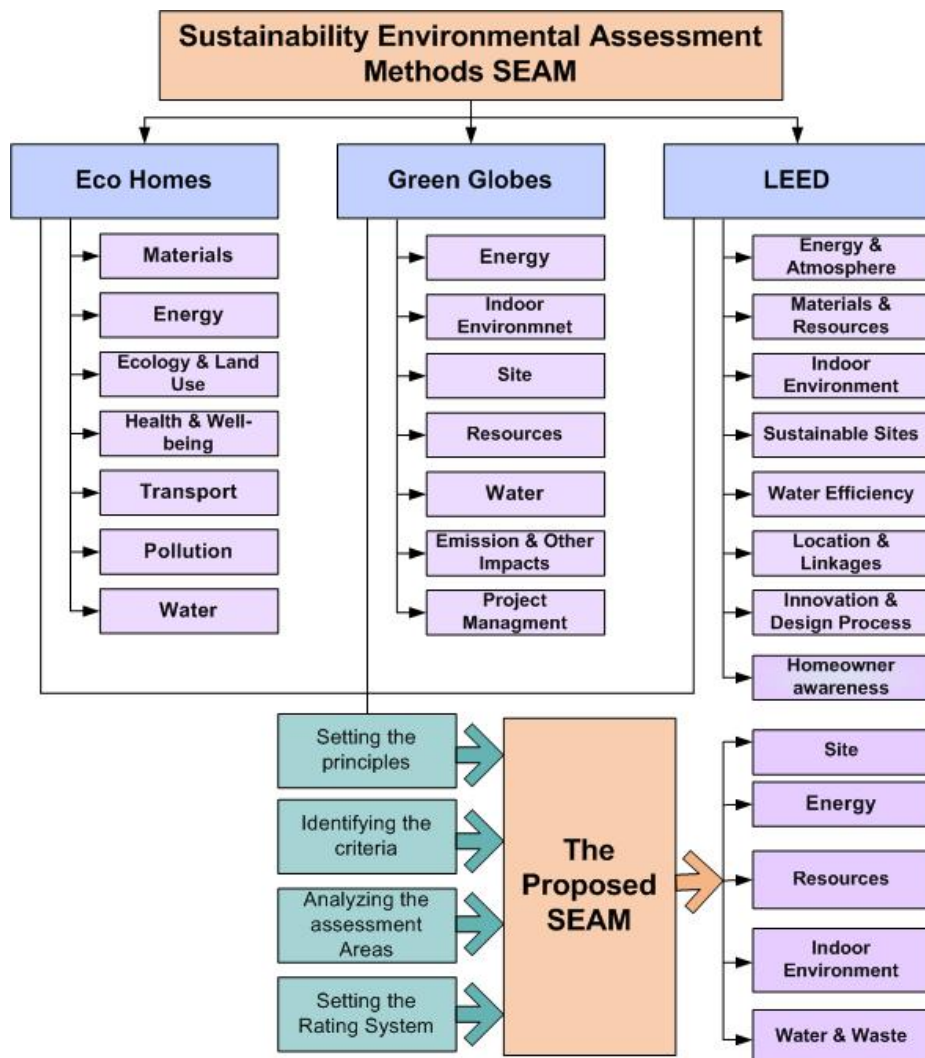 Sustainability Environmental Assessment
Methods SEAM
Eco Homes
Green Globes
LEED
Materials
Energy
Ecology & Land
Use
Health & Well-
being
Transport
Pollution
Water
Energy
Indoor
Environmnet
Site
Resources
Water
Emission & Other
Impacts
Project
Managment
Energy &
Atmosphere
Materials &
Resources
Indoor
Environment
Sustainable Sites
Water Efficiency
Location &
Linkages
Innovation &
Design Process
Homeowner
awareness
Setting the
principles
Identifying the
criteria
Analyzing the
assessment
Areas
Setting the
Rating System
The
Proposed
SEAM
Site
Energy
Resources
Indoor
Environment
Water & Waste